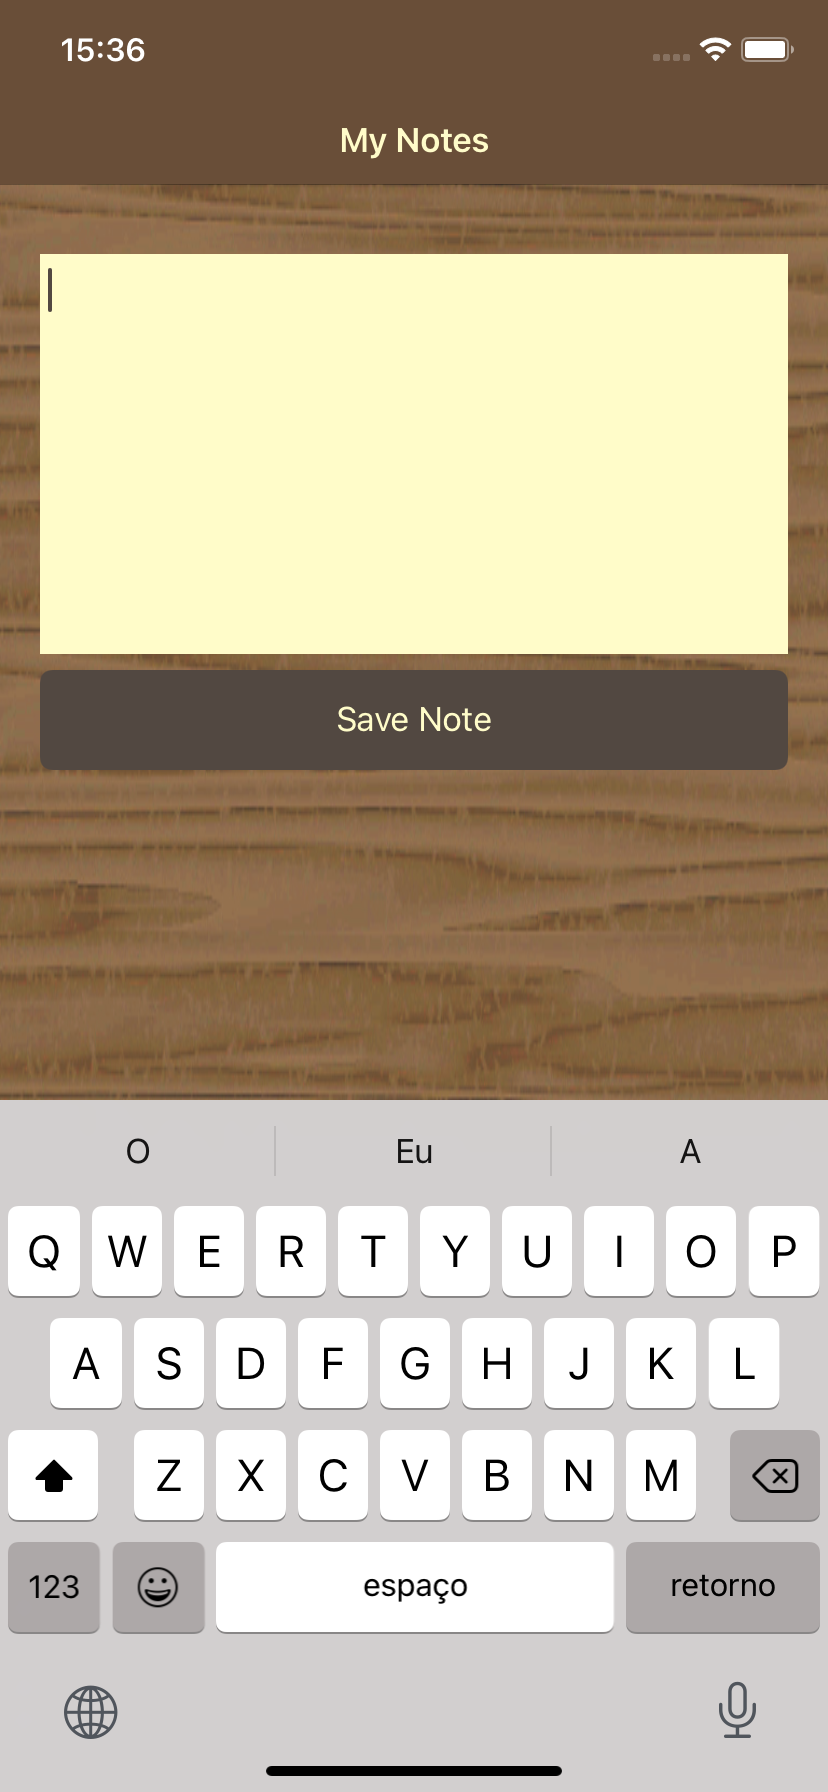 15:36
My Notes
Save Note
O Eu A
Q W E R T Y U I O P
A S D F G H J K L
Z X C V B N M
123 espaço retorno